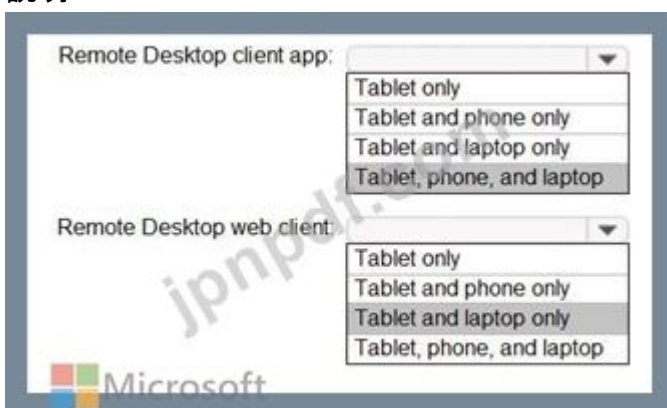 Remote Desktop client app:
Tablet only
Tablet and phone only
Tablet and laptop only
Tablet, phone, and laptop
Remote Desktop web client:
Tablet only
Tablet and phone only
Tablet and laptop only
Tablet, phone, and laptop
jpnpdf.com
Microsoft